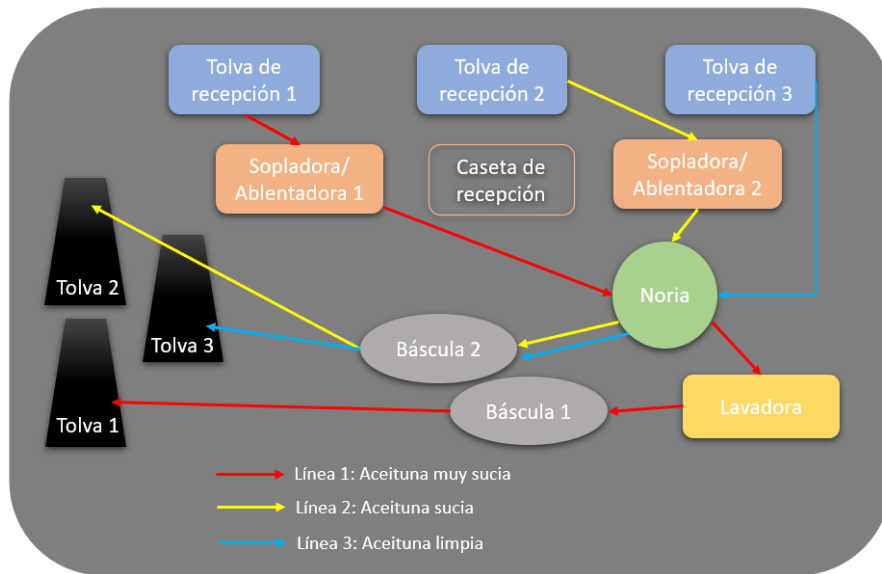 Tolva de
recepción 1
Tolva de
recepción 2
Tolva de
recepción 3
Sopladora/
Ablentadora 1
Caseta de
recepción
Sopladora/
Ablentadora 2
Tolva 2
Noria
Tolva 3
Báscula 2
Tolva 1
Báscula 1
Lavadora
Línea 1: Aceituna muy sucia
Línea 2: Aceituna sucia
Línea 3: Aceituna limpia